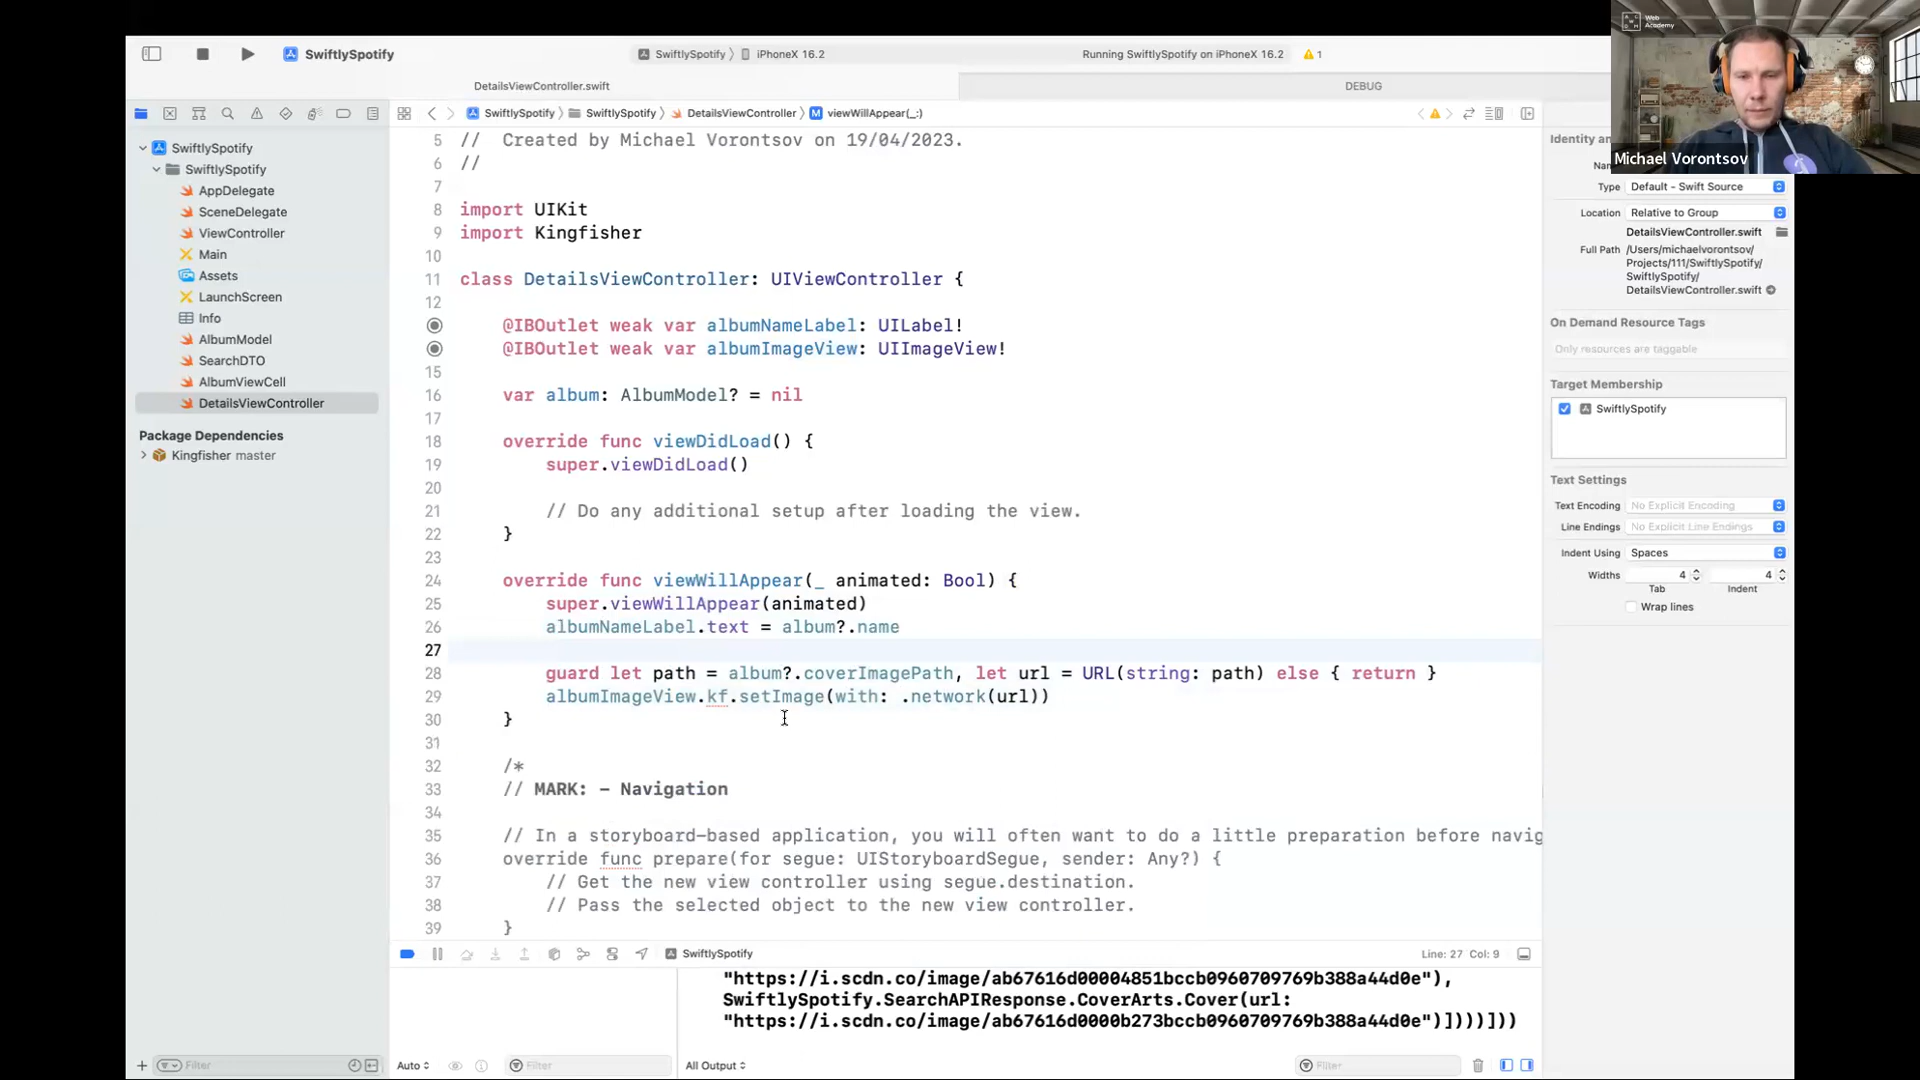 SwiftlySpotify
SwiftlySpotify
iPhoneX 16.2
Running SwiftlySpotify on iPhoneX 16.2
1
Web
Academy
Michael Vorontsov
DetailsViewController.swift
DEBUG
SwiftlySpotify
SwiftlySpotify
DetailsViewController
M viewWillAppear(_:)
SwiftlySpotify
SwiftlySpotify
AppDelegate
SceneDelegate
ViewController
Main
Assets
LaunchScreen
Info
AlbumModel
SearchDTO
AlbumViewCell
DetailsViewController
Package Dependencies
Kingfisher master
Filter
5 //  Created by Michael Vorontsov on 19/04/2023.
6 //
7
8 import UIKit
9 import Kingfisher
10
11 class DetailsViewController: UIViewController {
12
@IBOutlet weak var albumNameLabel: UILabel!
@IBOutlet weak var albumImageView: UIImageView!
15
16 var album: AlbumModel? = nil
17
18 override func viewDidLoad() {
19 super.viewDidLoad()
20
21 // Do any additional setup after loading the view.
22 }
23
24 override func viewWillAppear(_ animated: Bool) {
25 super.viewWillAppear(animated)
26 albumNameLabel.text = album?.name
27
28 guard let path = album?.coverImagePath, let url = URL(string: path) else { return }
29 albumImageView.kf.setImage(with: .network(url))
30 }
31
32 /*
33 // MARK: - Navigation
34
35 // In a storyboard-based application, you will often want to do a little preparation before navig
36 override func prepare(for segue: UIStoryboardSegue, sender: Any?) {
37 // Get the new view controller using segue.destination.
38 // Pass the selected object to the new view controller.
39 }
SwiftlySpotify
Line: 27 Col: 9
"https://i.scdn.co/image/ab67616d00004851bccb0960709769b388a44d0e"),
SwiftlySpotify.SearchAPIResponse.CoverArts.Cover(url:
"https://i.scdn.co/image/ab67616d0000b273bccb0960709769b388a44d0e")])))]))
Auto
Filter
All Output
Filter
Identity an
Type Default - Swift Source
Location Relative to Group
DetailsViewController.swift
Full Path /Users/michaelvorontsov/
Projects/111/SwiftlySpotify/
SwiftlySpotify/
DetailsViewController.swift
On Demand Resource Tags
Only resources are taggable
Target Membership
SwiftlySpotify
Text Settings
Text Encoding No Explicit Encoding
Line Endings No Explicit Line Endings
Indent Using Spaces
Widths 4 4
Tab Indent
Wrap lines